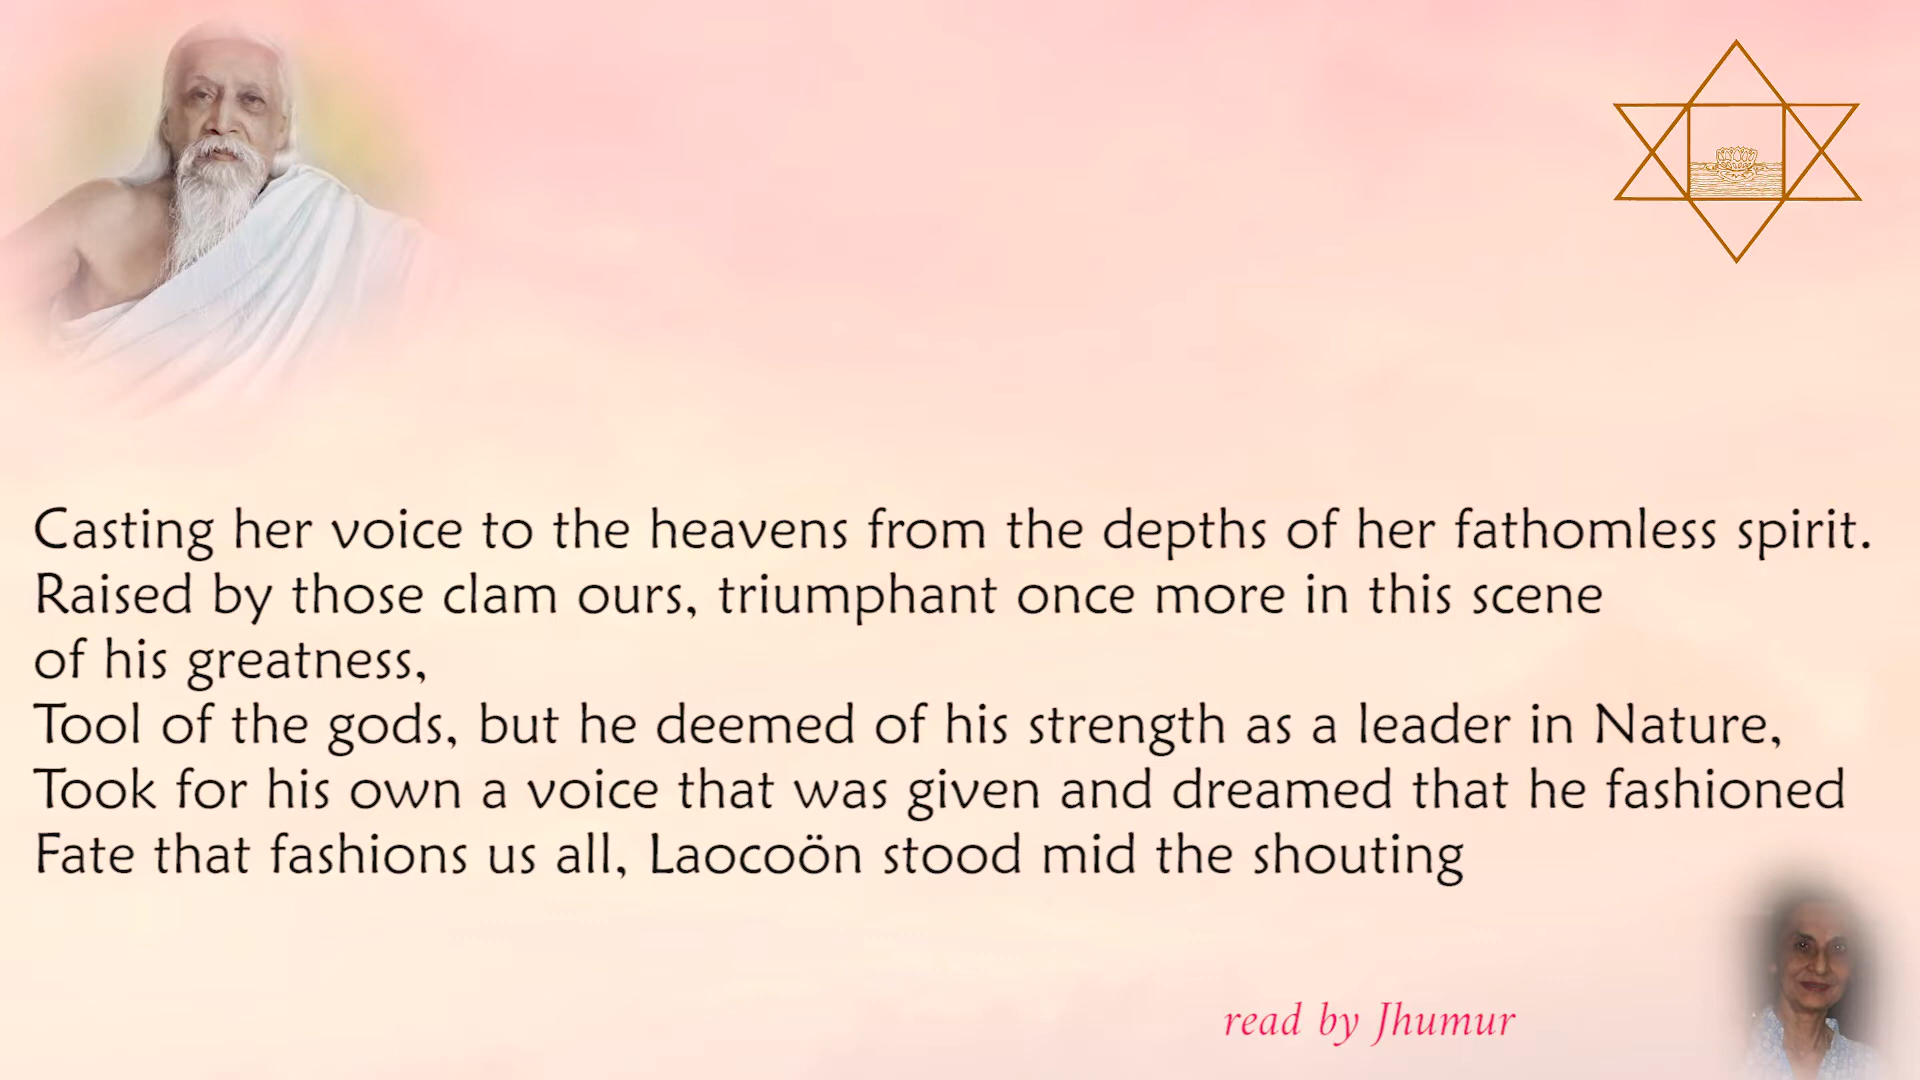 Casting her voice to the heavens from the depths of her fathomless spirit.
Raised by those clam ours, triumphant once more in this scene
of his greatness,
Tool of the gods, but he deemed of his strength as a leader in Nature,
Took for his own a voice that was given and dreamed that he fashioned
Fate that fashions us all, Laocoön stood mid the shouting
read by Jhumur